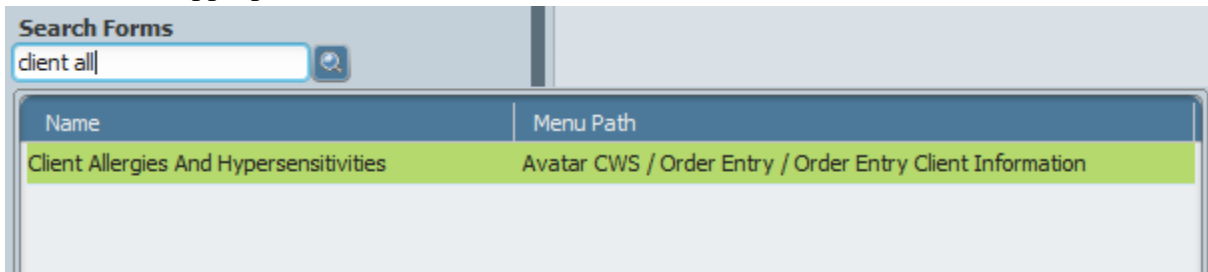 Search Forms
client all
Name Menu Path
Client Allergies And Hypersensitivities Avatar CWS / Order Entry / Order Entry Client Information